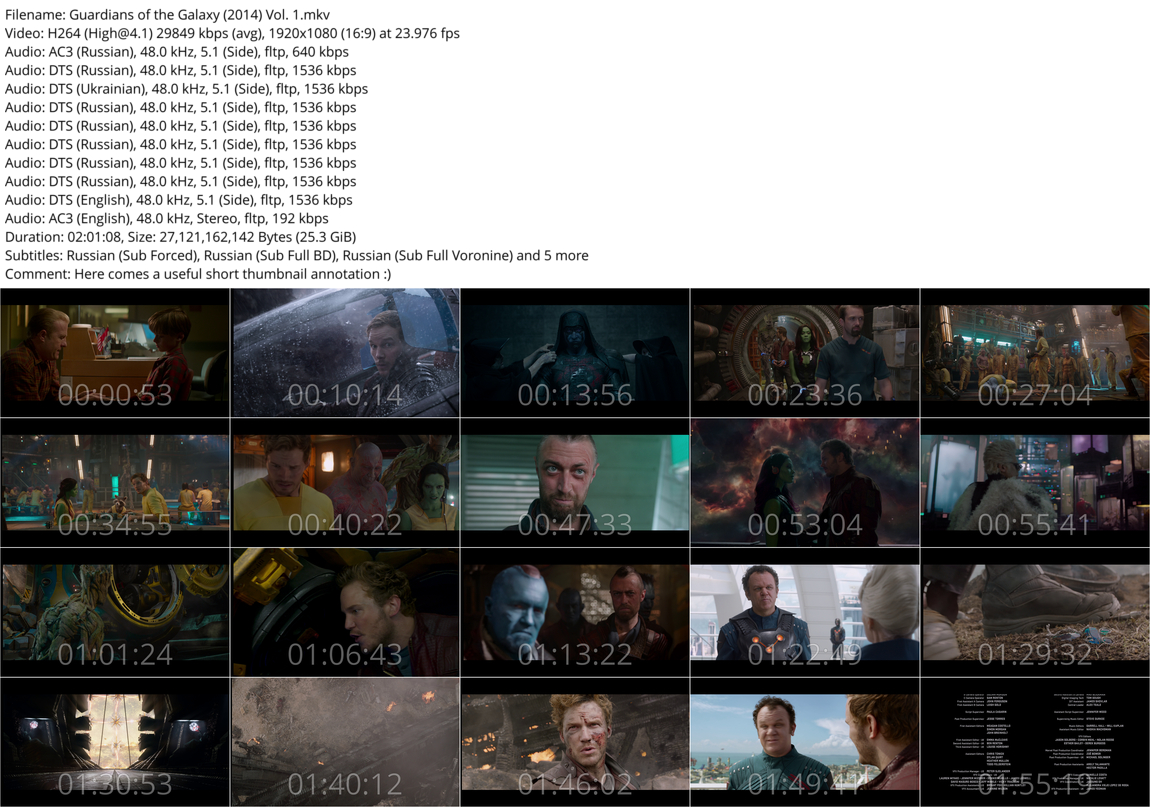 Filename: Guardians of the Galaxy (2014) Vol. 1.mkv
Video: H264 (High@4.1) 29849 kbps (avg), 1920x1080 (16:9) at 23.976 fps
Audio: AC3 (Russian), 48.0 kHz, 5.1 (Side), fltp, 640 kbps
Audio: DTS (Russian), 48.0 kHz, 5.1 (Side), fltp, 1536 kbps
Audio: DTS (Ukrainian), 48.0 kHz, 5.1 (Side), fltp, 1536 kbps
Audio: DTS (Russian), 48.0 kHz, 5.1 (Side), fltp, 1536 kbps
Audio: DTS (Russian), 48.0 kHz, 5.1 (Side), fltp, 1536 kbps
Audio: DTS (Russian), 48.0 kHz, 5.1 (Side), fltp, 1536 kbps
Audio: DTS (Russian), 48.0 kHz, 5.1 (Side), fltp, 1536 kbps
Audio: DTS (Russian), 48.0 kHz, 5.1 (Side), fltp, 1536 kbps
Audio: DTS (English), 48.0 kHz, 5.1 (Side), fltp, 1536 kbps
Audio: AC3 (English), 48.0 kHz, Stereo, fltp, 192 kbps
Duration: 02:01:08, Size: 27,121,162,142 Bytes (25.3 GiB)
Subtitles: Russian (Sub Forced), Russian (Sub Full BD), Russian (Sub Full Voronine) and 5 more
Comment: Here comes a useful short thumbnail annotation :)
00:00:53
00:10:14
00:13:56
00:23:36
00:27:04
00:34:55
00:40:22
00:47:33
00:53:04
00:55:41
01:01:24
01:06:43
01:13:22
01:22:49
01:29:32
01:30:53
01:40:12
01:46:02
01:49:41
01:55:19